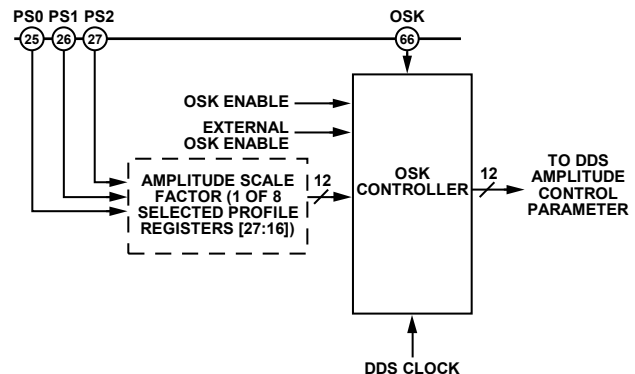 PS0 PS1 PS2
OSK
25
26
27
66
OSK ENABLE
EXTERNAL
OSK ENABLE
AMPLITUDE SCALE
FACTOR (1 OF 8
SELECTED PROFILE
REGISTERS [27:16])
12
OSK
CONTROLLER
12
TO DDS
AMPLITUDE
CONTROL
PARAMETER
DDS CLOCK